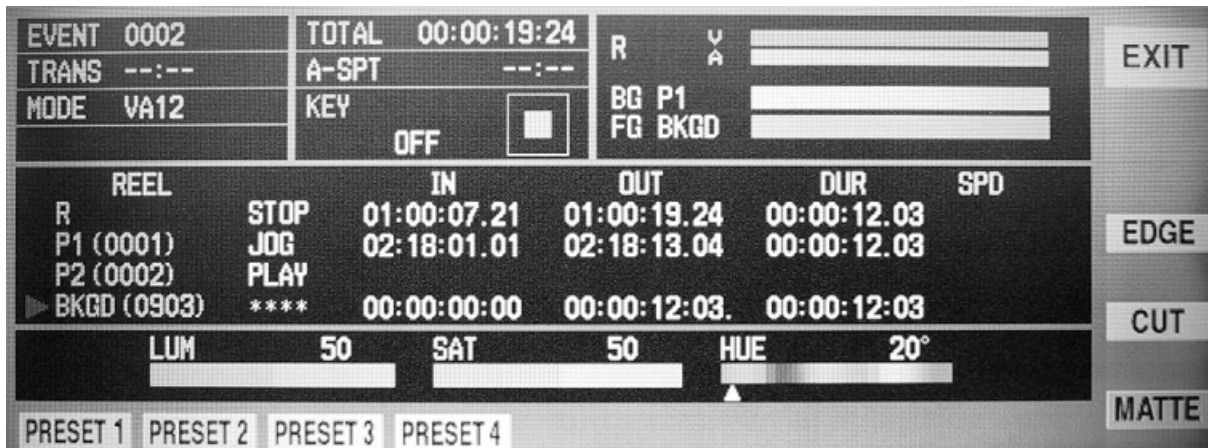 EVENT 0002
TRANS --:--
MODE VA12
TOTAL 00:00:19:24
A-SPT --:--
KEY
OFF
R V
A
BG P1
FG BKGD
EXIT
REEL IN OUT DUR SPD
R STOP 01:00:07.21 01:00:19.24 00:00:12.03
P1 (0001) JOG 02:18:01.01 02:18:13.04 00:00:12.03
P2 (0002) PLAY
BKGD (0903) **** 00:00:00:00 00:00:12:03. 00:00:12:03
EDGE
CUT
LUM 50 SAT 50 HUE 20°
MATTE
PRESET 1 PRESET 2 PRESET 3 PRESET 4